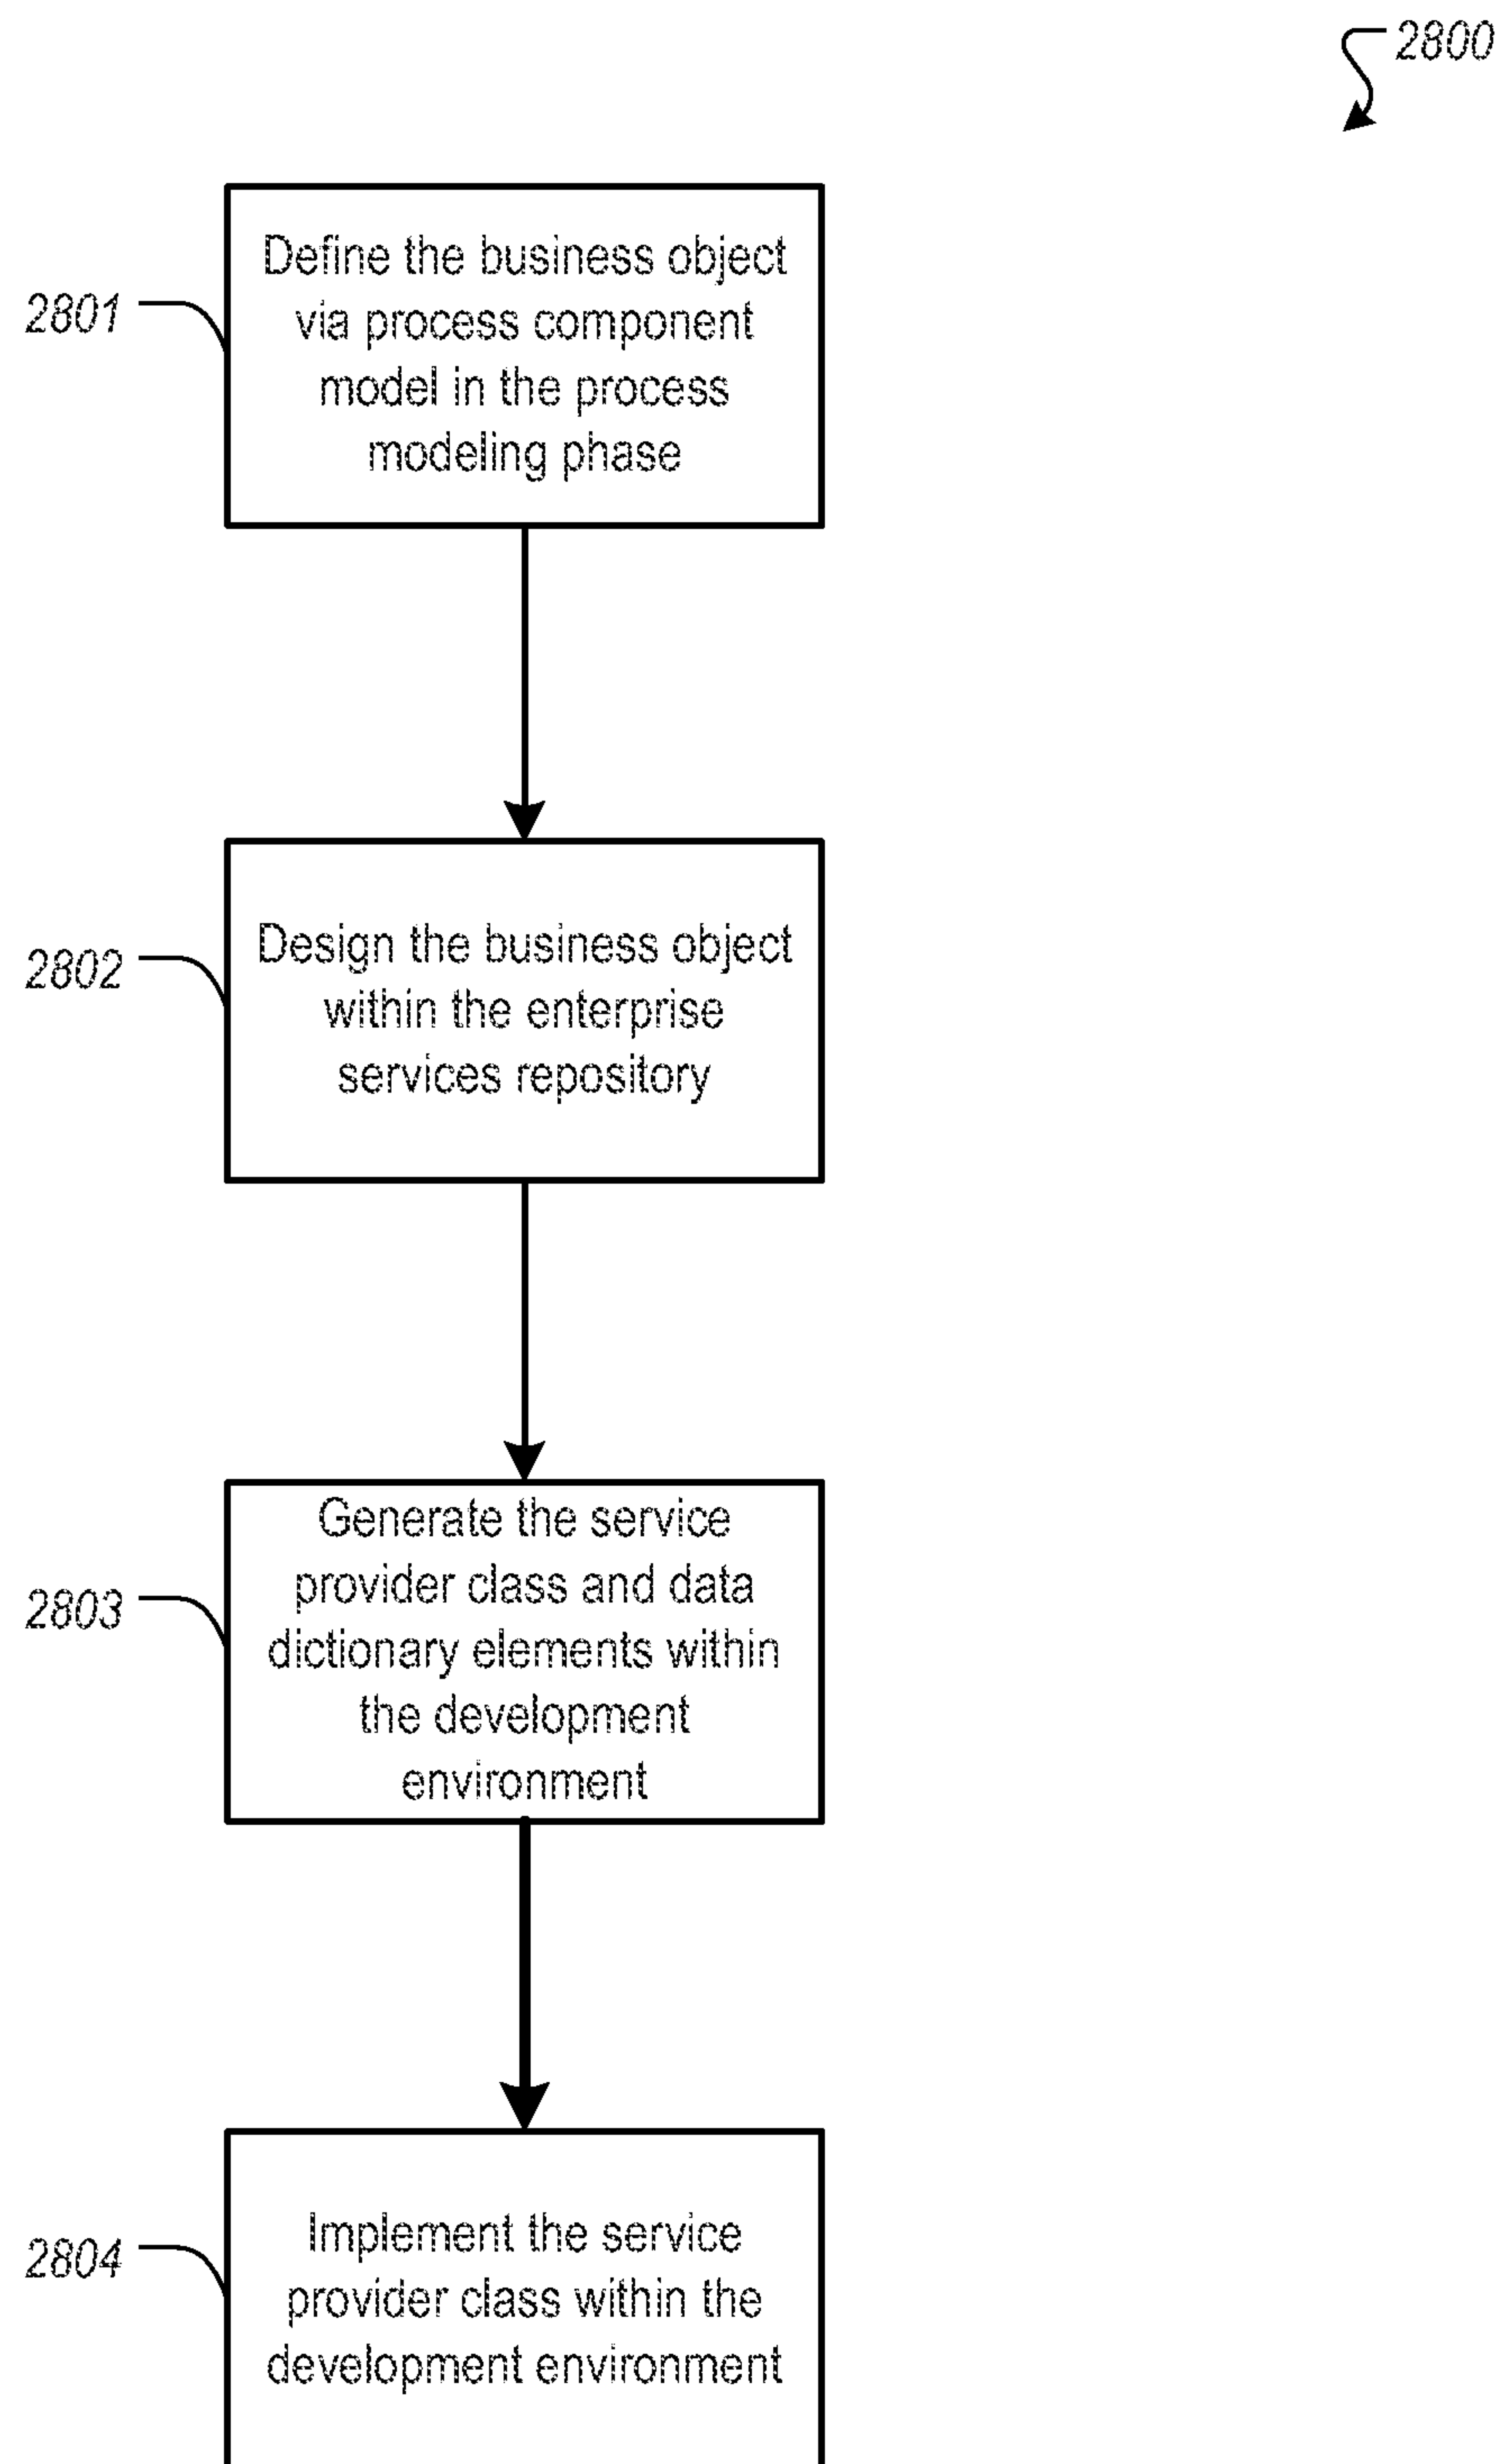 2800
2801
Define the business object
via process component
model in the process
modeling phase
2802
Design the business object
within the enterprise
services repository
2803
Generate the service
provider class and data
dictionary elements within
the development
environment
2804
Implement the service
provider class within the
development environment